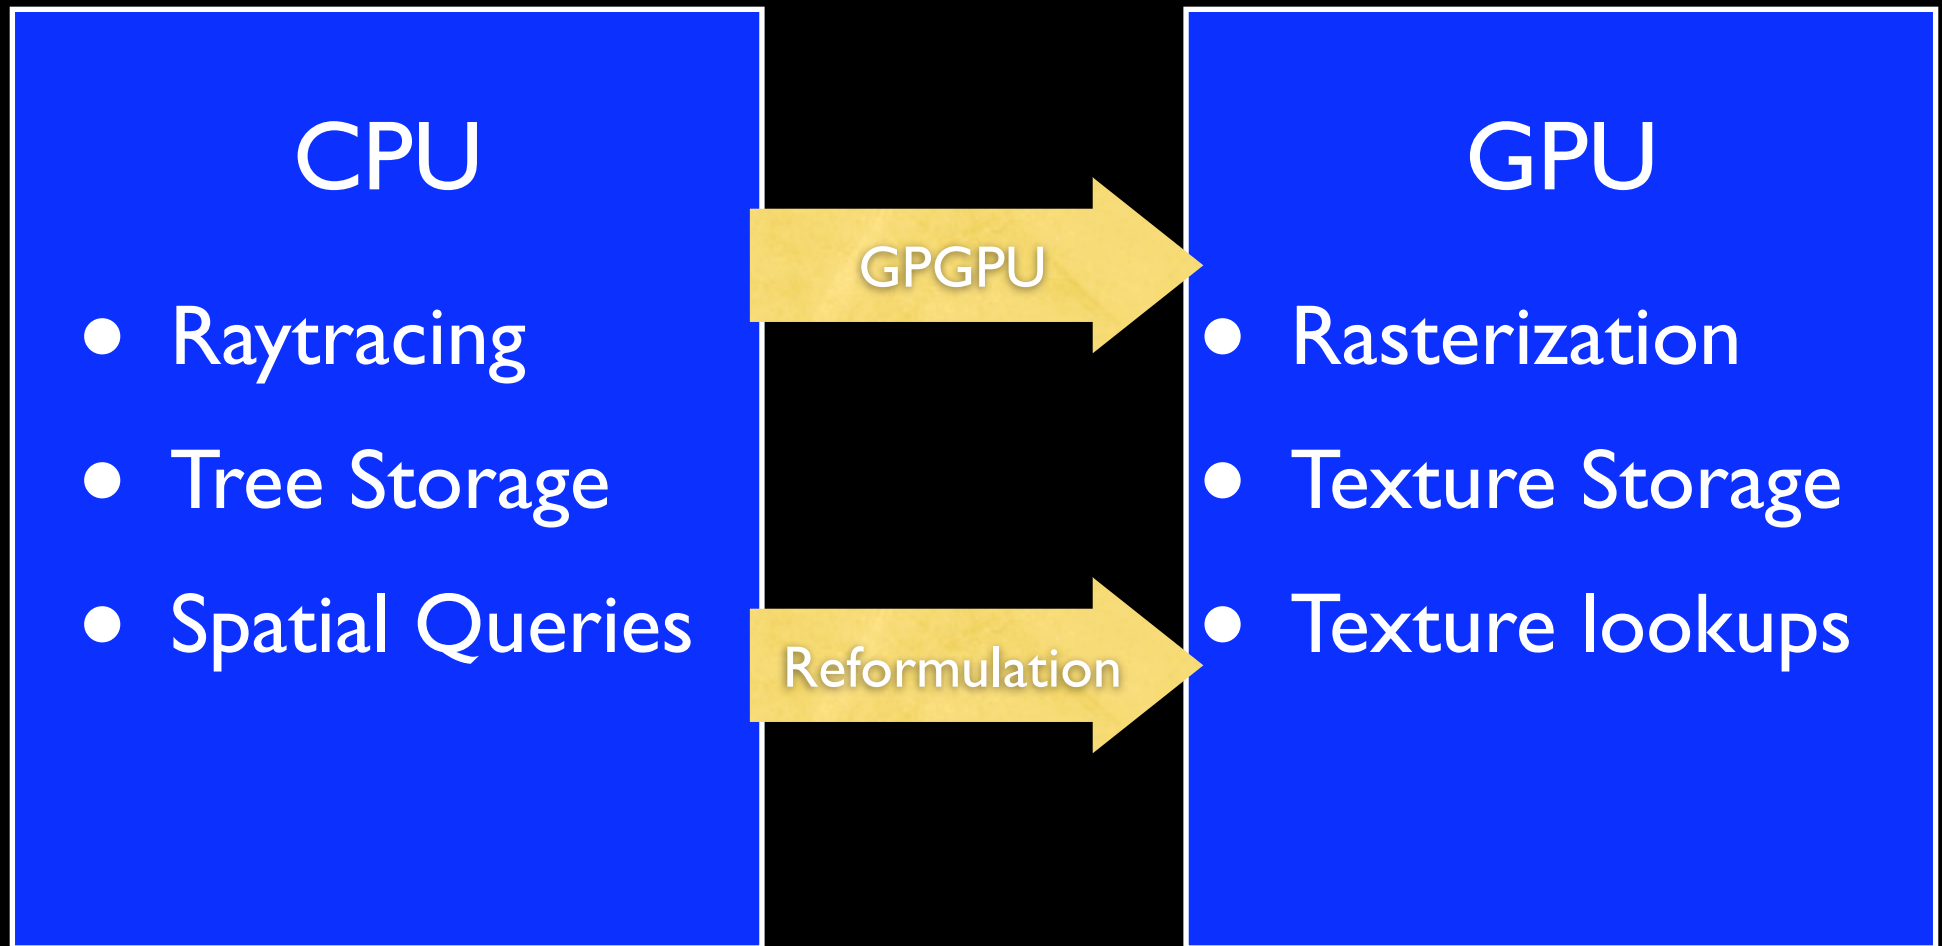 CPU
• Raytracing
• Tree Storage
• Spatial Queries
GPGPU
Reformulation
GPU
• Rasterization
• Texture Storage
• Texture lookups